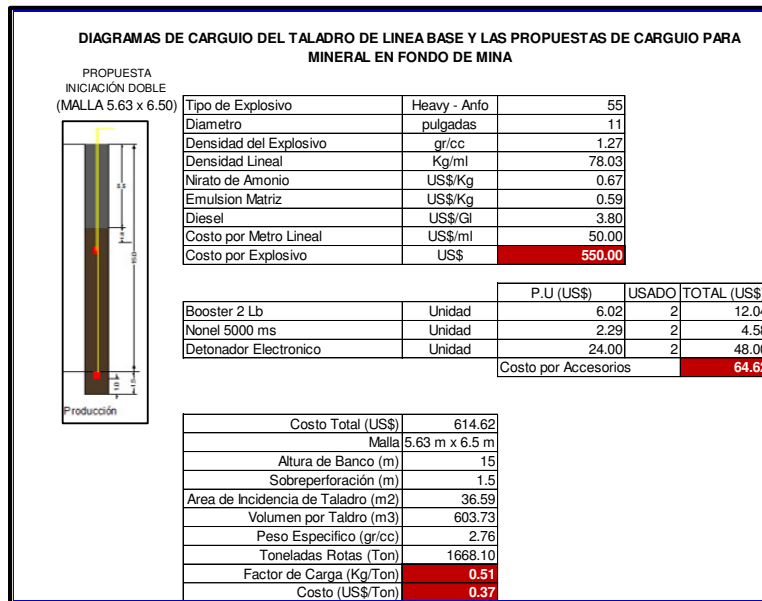 DIAGRAMAS DE CARGUIO DEL TALADRO DE LINEA BASE Y LAS PROPUESTAS DE CARGUIO PARA
MINERAL EN FONDO DE MINA
PROPUESTA
INICIACIÓN DOBLE
(MALLA 5.63 x 6.50)
Tipo de Explosivo Heavy - Anfo 55
Diametro pulgadas 11
Densidad del Explosivo gr/cc 1.27
Densidad Lineal Kg/ml 78.03
Nirato de Amonio US$/Kg 0.67
Emulsion Matriz US$/Kg 0.59
Diesel US$/Gl 3.80
Costo por Metro Lineal US$/ml 50.00
Costo por Explosivo US$ 550.00
5.5
15.0
1.0
1.5
Producción
P.U (US$) USADO TOTAL (US$
Booster 2 Lb Unidad 6.02 2 12.04
Nonel 5000 ms Unidad 2.29 2 4.58
Detonador Electronico Unidad 24.00 2 48.00
Costo por Accesorios 64.62
Costo Total (US$) 614.62
Malla 5.63 m x 6.5 m
Altura de Banco (m) 15
Sobreperforación (m) 1.5
Area de Incidencia de Taladro (m2) 36.59
Volumen por Taldro (m3) 603.73
Peso Especifico (gr/cc) 2.76
Toneladas Rotas (Ton) 1668.10
Factor de Carga (Kg/Ton) 0.51
Costo (US$/Ton) 0.37